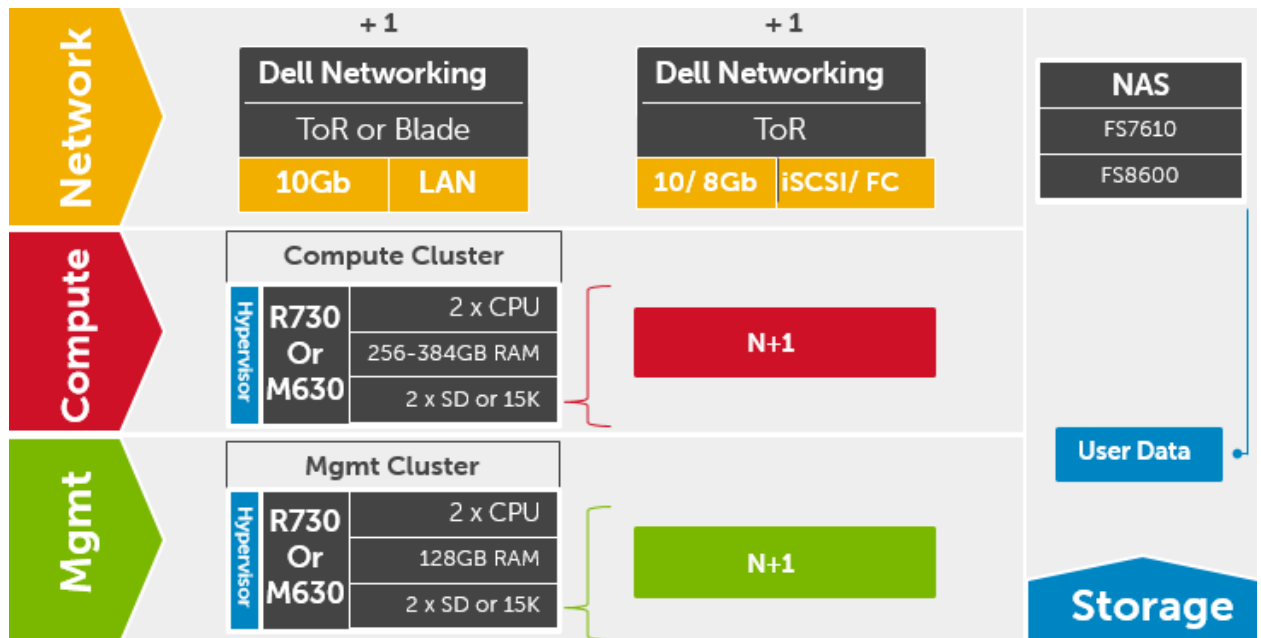 Network
+ 1
Dell Networking
ToR or Blade
10Gb
LAN
+ 1
Dell Networking
ToR
10/ 8Gb
iSCSI/ FC
Compute
Compute Cluster
Hypervisor
R730
Or
M630
2 x CPU
256-384GB RAM
2 x SD or 15K
N+1
Mgmt
Mgmt Cluster
Hypervisor
R730
Or
M630
2 x CPU
128GB RAM
2 x SD or 15K
N+1
NAS
FS7610
FS8600
User Data
Storage